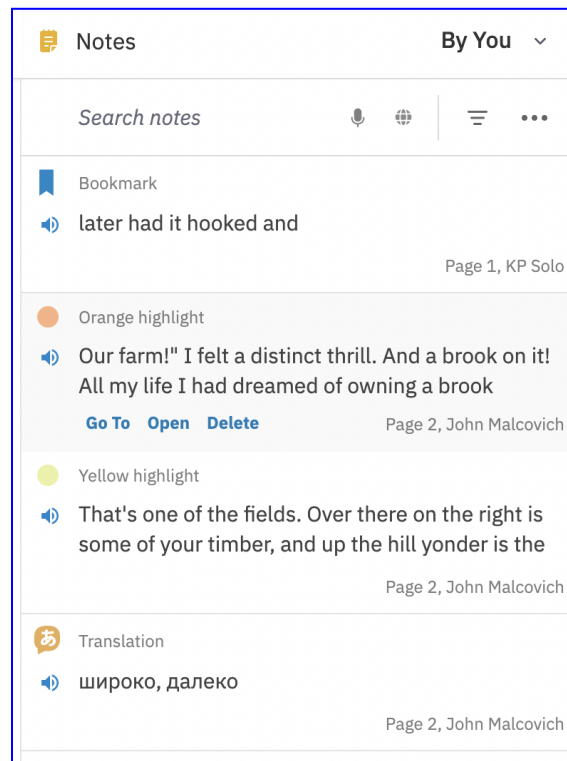 Notes
By You
Search notes
Bookmark
later had it hooked and
Page 1, KP Solo
Orange highlight
Our farm!" I felt a distinct thrill. And a brook on it!
All my life I had dreamed of owning a brook
Go To Open Delete
Page 2, John Malcovich
Yellow highlight
That's one of the fields. Over there on the right is
some of your timber, and up the hill yonder is the
Page 2, John Malcovich
あ
Translation
широко, далеко
Page 2, John Malcovich